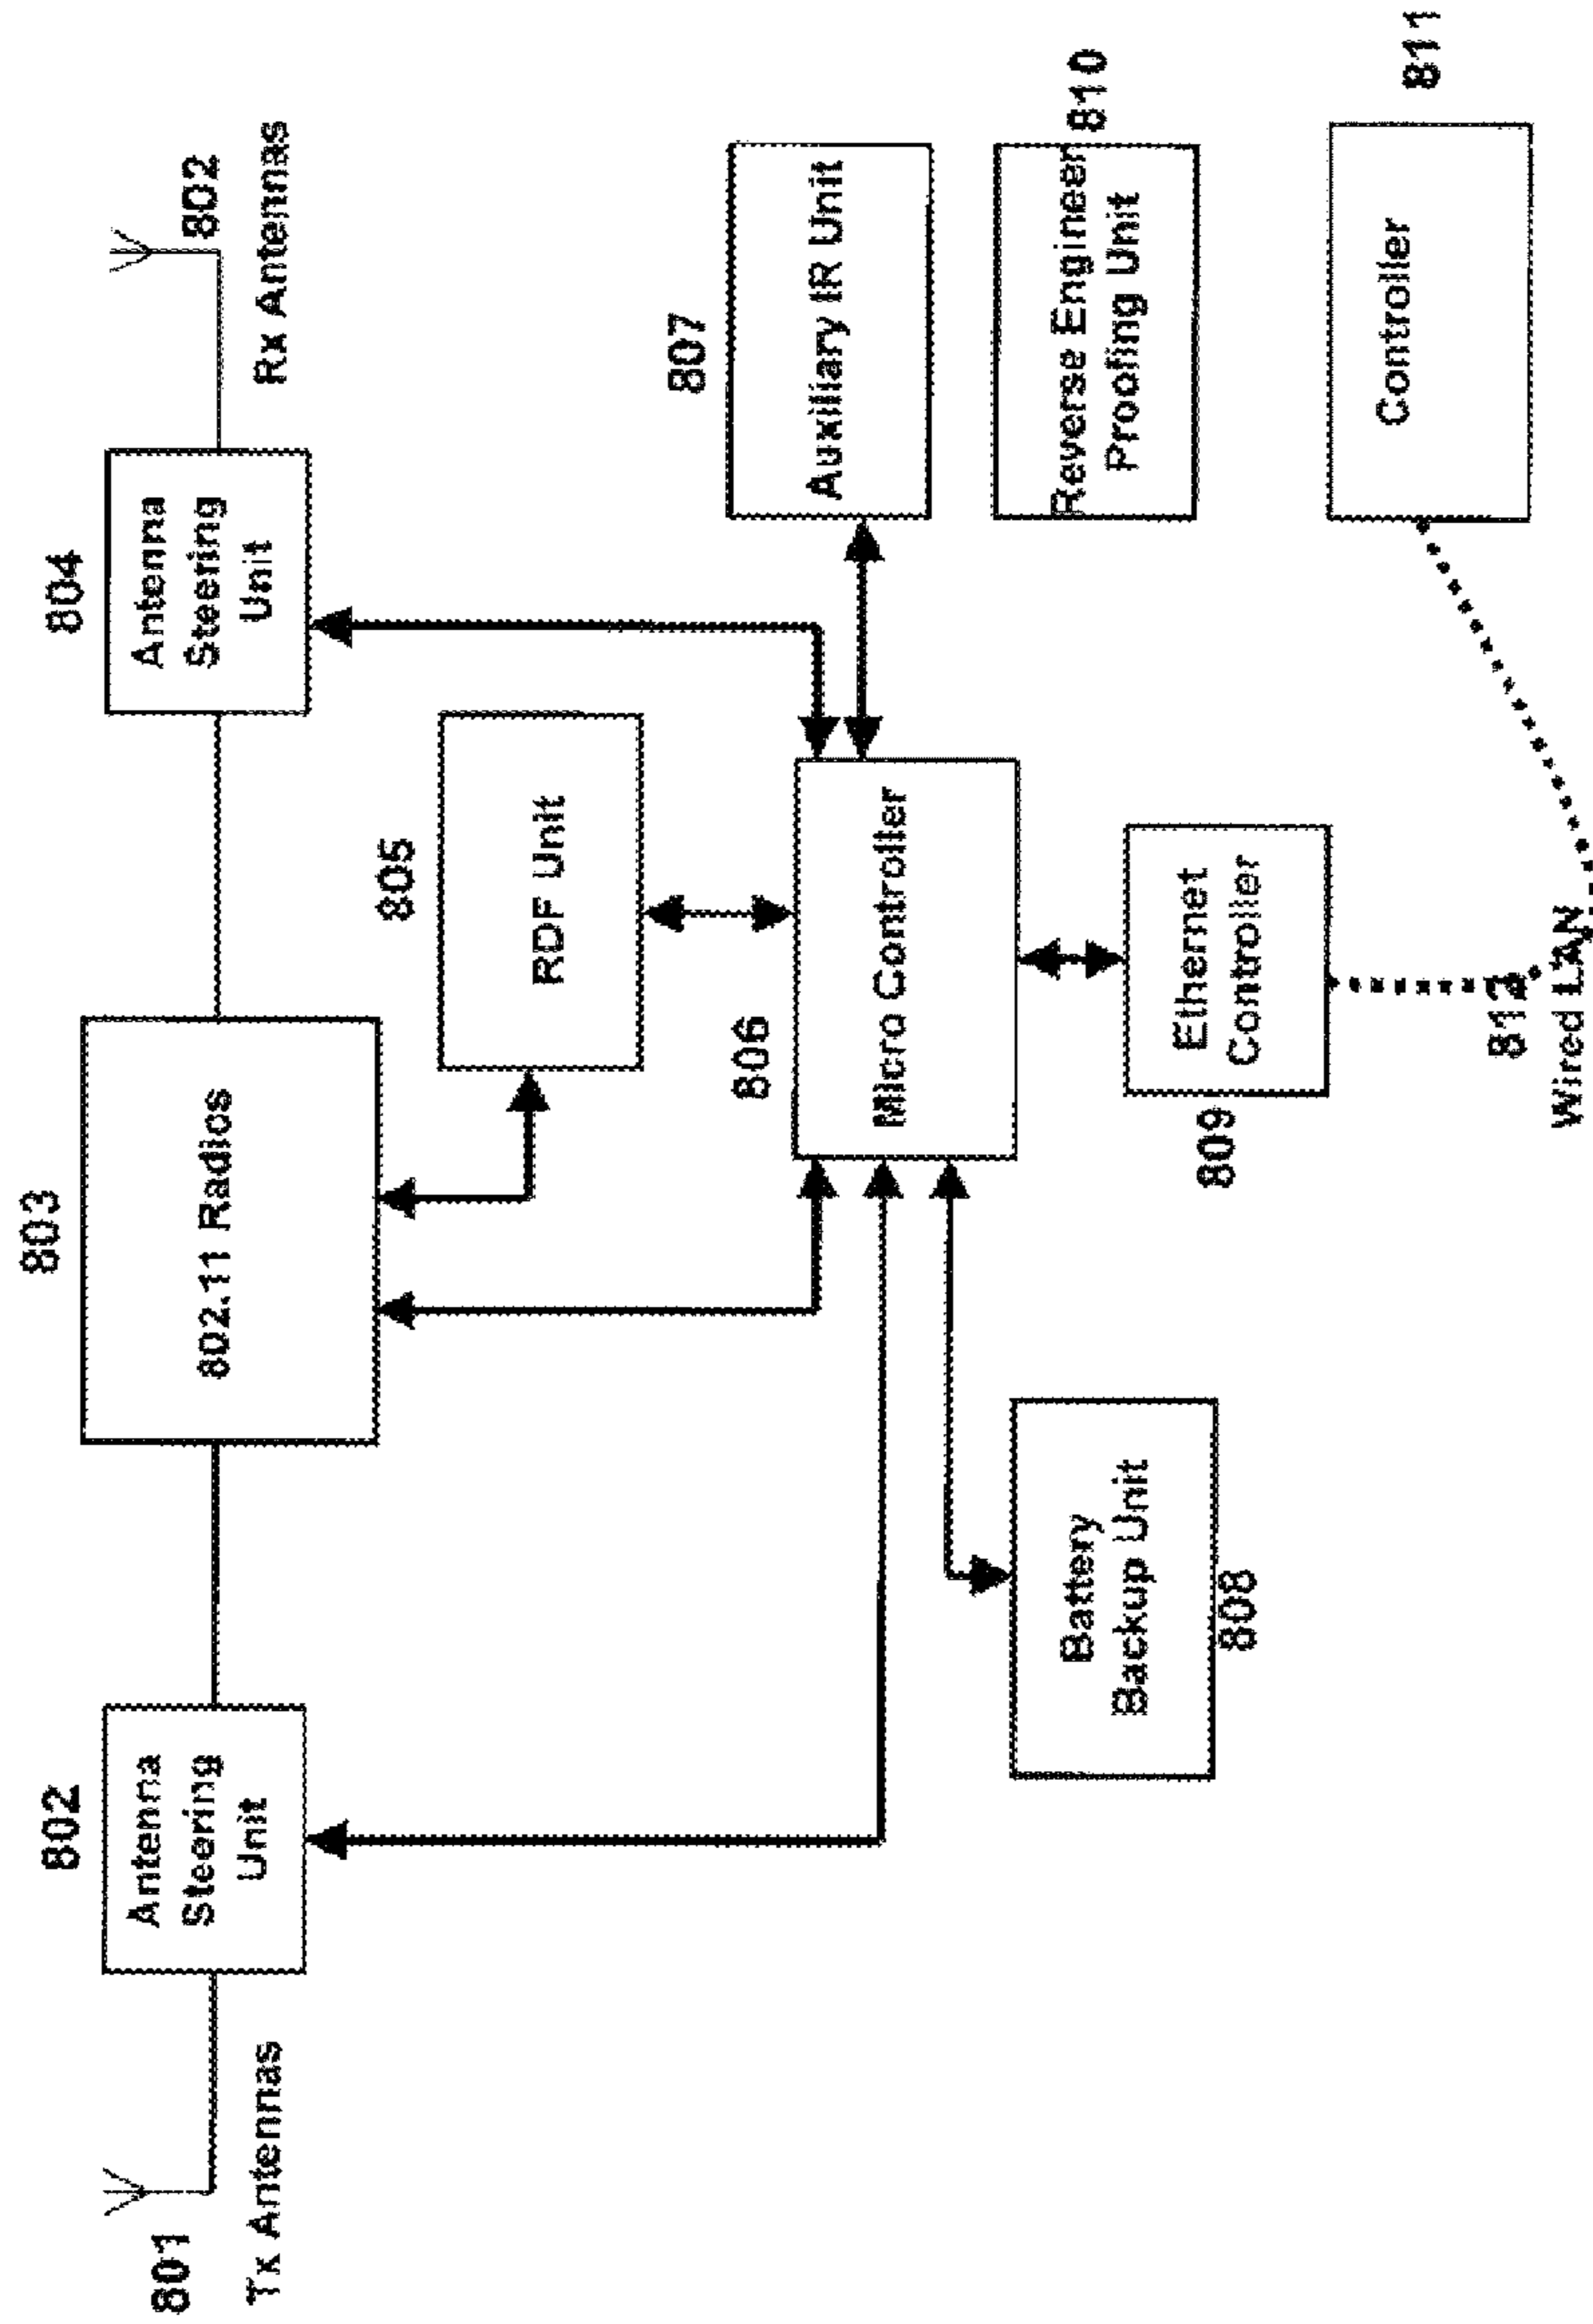 803
802
804
802
801
Antenna
Steering
Unit
802.11 Radios
Antenna
Steering
Unit
Tx Antennas
Rx Antennas
805
RDF Unit
807
806
Micro Controller
Auxiliary IR Unit
Battery
Backup Unit
808
809
Ethernet
Controller
Reverse Engineer
Proofing Unit
810
Controller
811
Wired LAN